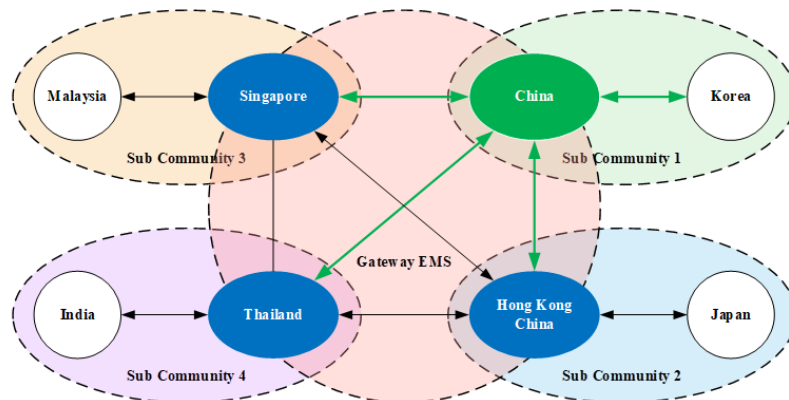 Malaysia
Singapore
China
Korea
Sub Community 3
Sub Community 1
Gateway EMS
India
Thailand
Hong Kong
China
Japan
Sub Community 4
Sub Community 2